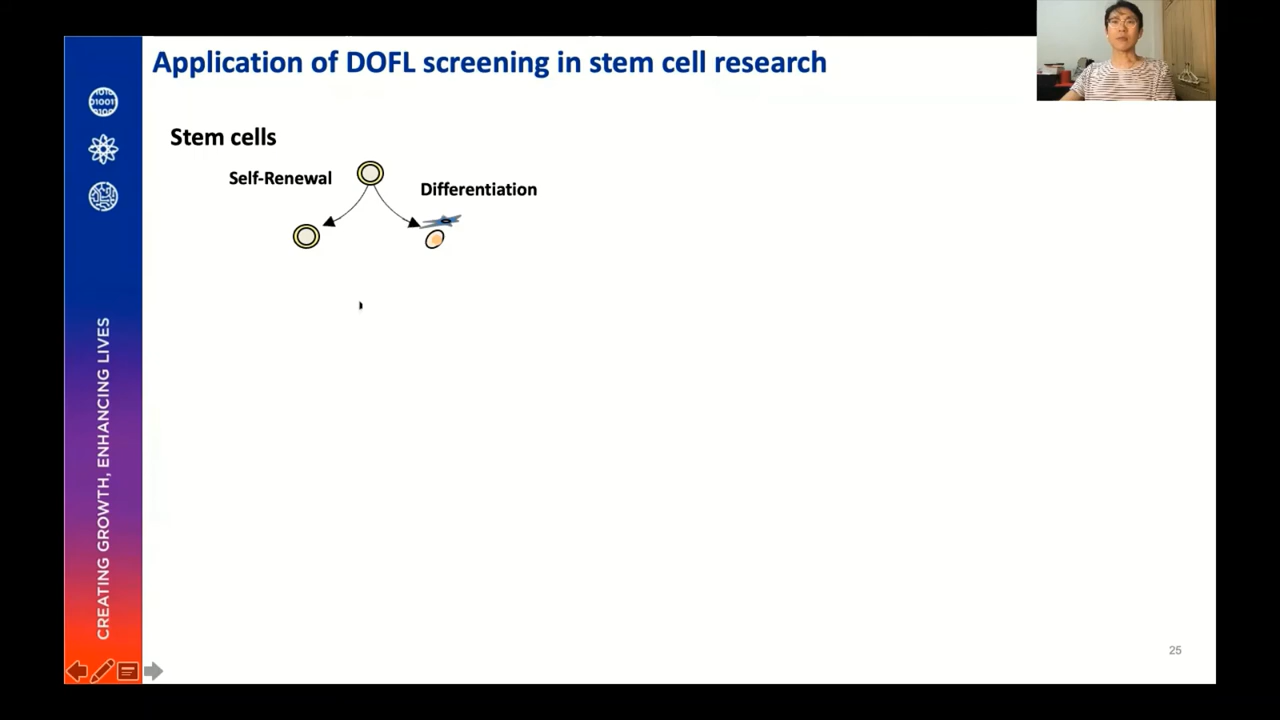 Application of DOFL screening in stem cell research
Stem cells
Self-Renewal
Differentiation
CREATING GROWTH, ENHANCING LIVES
25